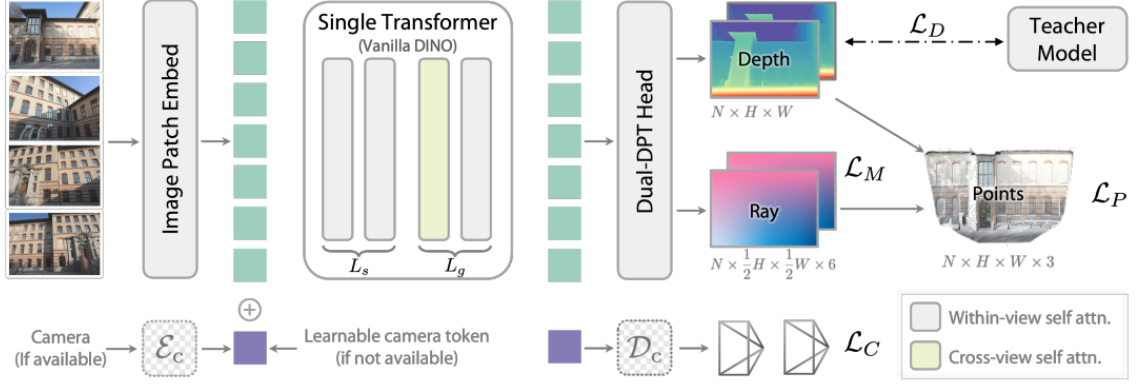 Image Patch Embed
Single Transformer
(Vanilla DINO)
L_s
L_g
Dual-DPT Head
Depth
N × H × W
ℒ_D
Teacher
Model
Ray
ℒ_M
N × 1/2 H × 1/2 W × 6
Points
ℒ_P
N × H × W × 3
Camera
(If available)
ℰ_c
+
Learnable camera token
(if not available)
𝒟_c
ℒ_C
Within-view self attn.
Cross-view self attn.